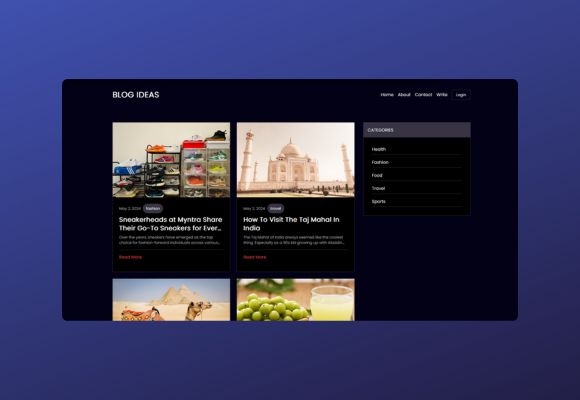 BLOG IDEAS
Home About Contact Write Login
May 2, 2024 fashion
Sneakerheads at Myntra Share
Their Go-To Sneakers for Ever...
Over the years, sneakers have emerged as the top
choice for fashion-forward individuals across various...
Read More
May 2, 2024 travel
How To Visit The Taj Mahal In
India
The Taj Mahal of India always seemed like the coolest
thing. Especially as a 90s kid growing up with Aladdin...
Read More
CATEGORIES
Health
Fashion
Food
Travel
Sports